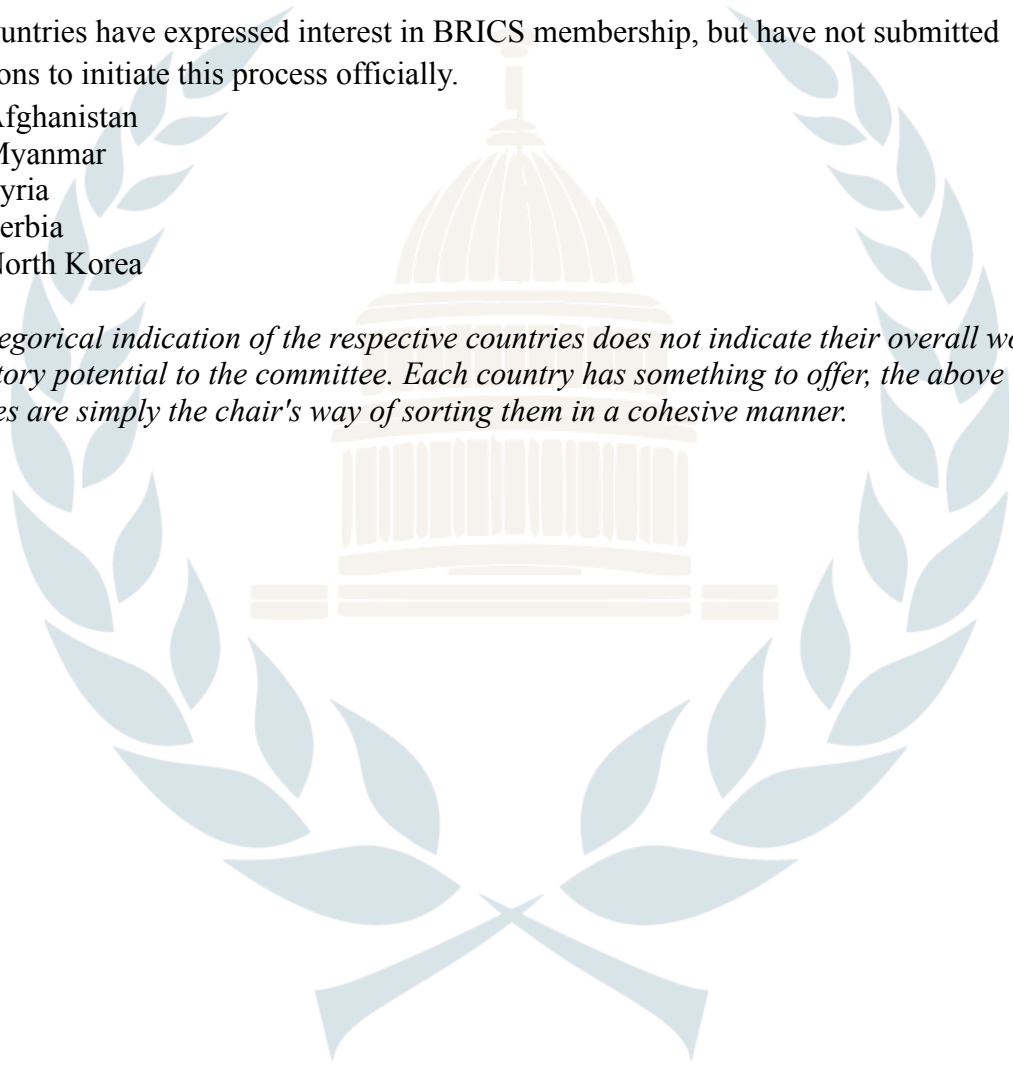 untries have expressed interest in BRICS membership, but have not submitted
ons to initiate this process officially.
Afghanistan
Myanmar
yria
erbia
North Korea
egorical indication of the respective countries does not indicate their overall wo
tory potential to the committee. Each country has something to offer, the above
es are simply the chair's way of sorting them in a cohesive manner.